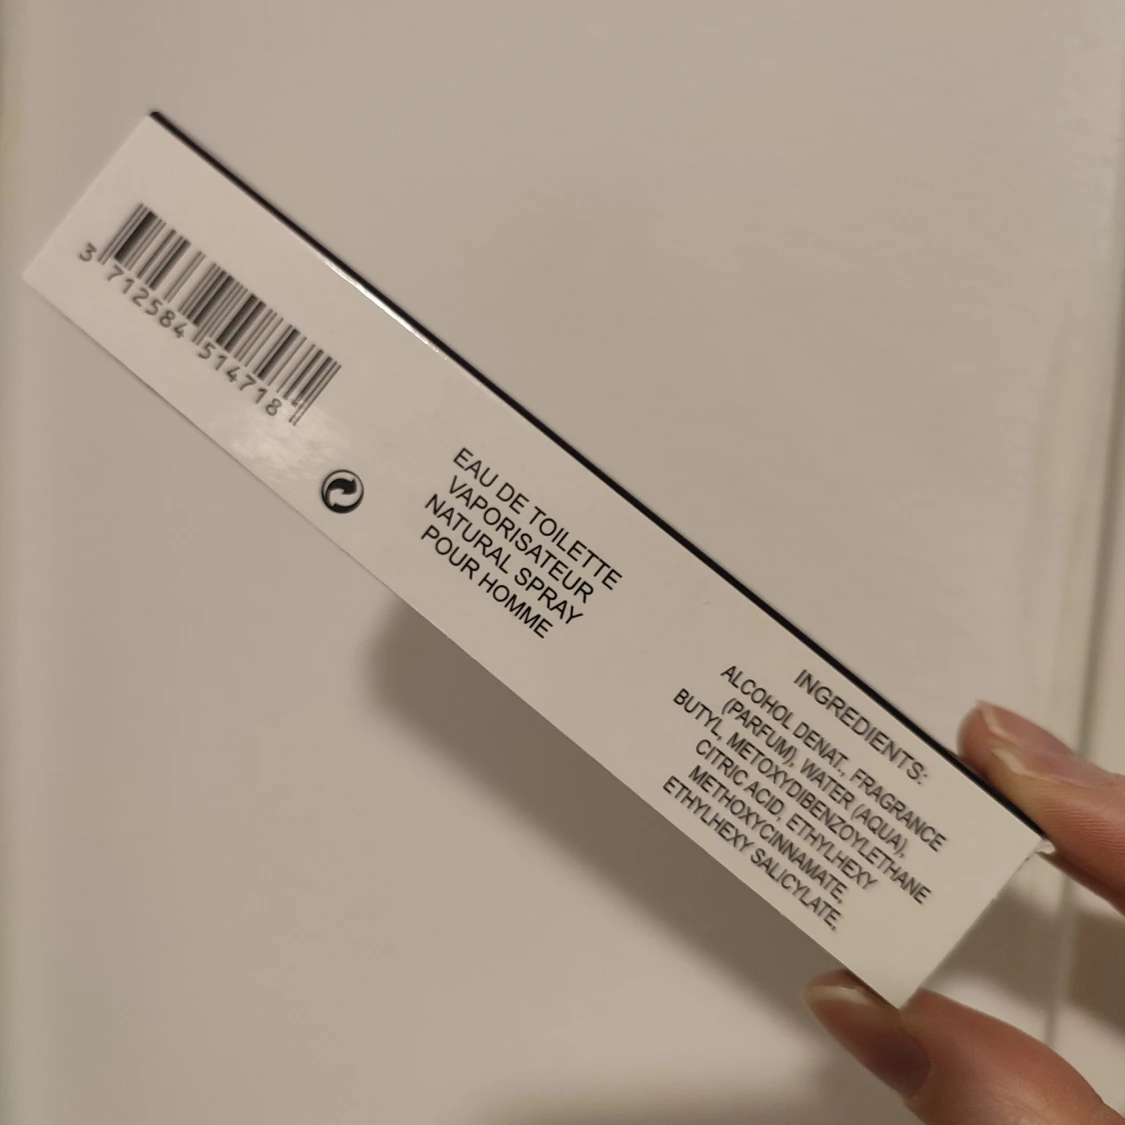 3 712584 514718
EAU DE TOILETTE
VAPORISATEUR
NATURAL SPRAY
POUR HOMME
INGREDIENTS:
ALCOHOL DENAT., FRAGRANCE
(PARFUM), WATER (AQUA),
BUTYL, METOXYDIBENZOYLETHANE
CITRIC ACID, ETHYLHEXY
METHOXYCINNAMATE,
ETHYLHEXY SALICYLATE,